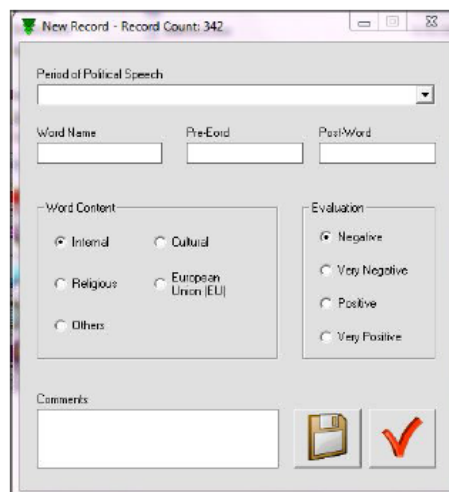 New Record - Record Count: 342
Period of Political Speech
Word Name Pre-Eord Post-Word
Word Content Evaluation
Internal Cultural Negative
Religious European Union (EU) Very Negative
Others Positive
Very Positive
Comments